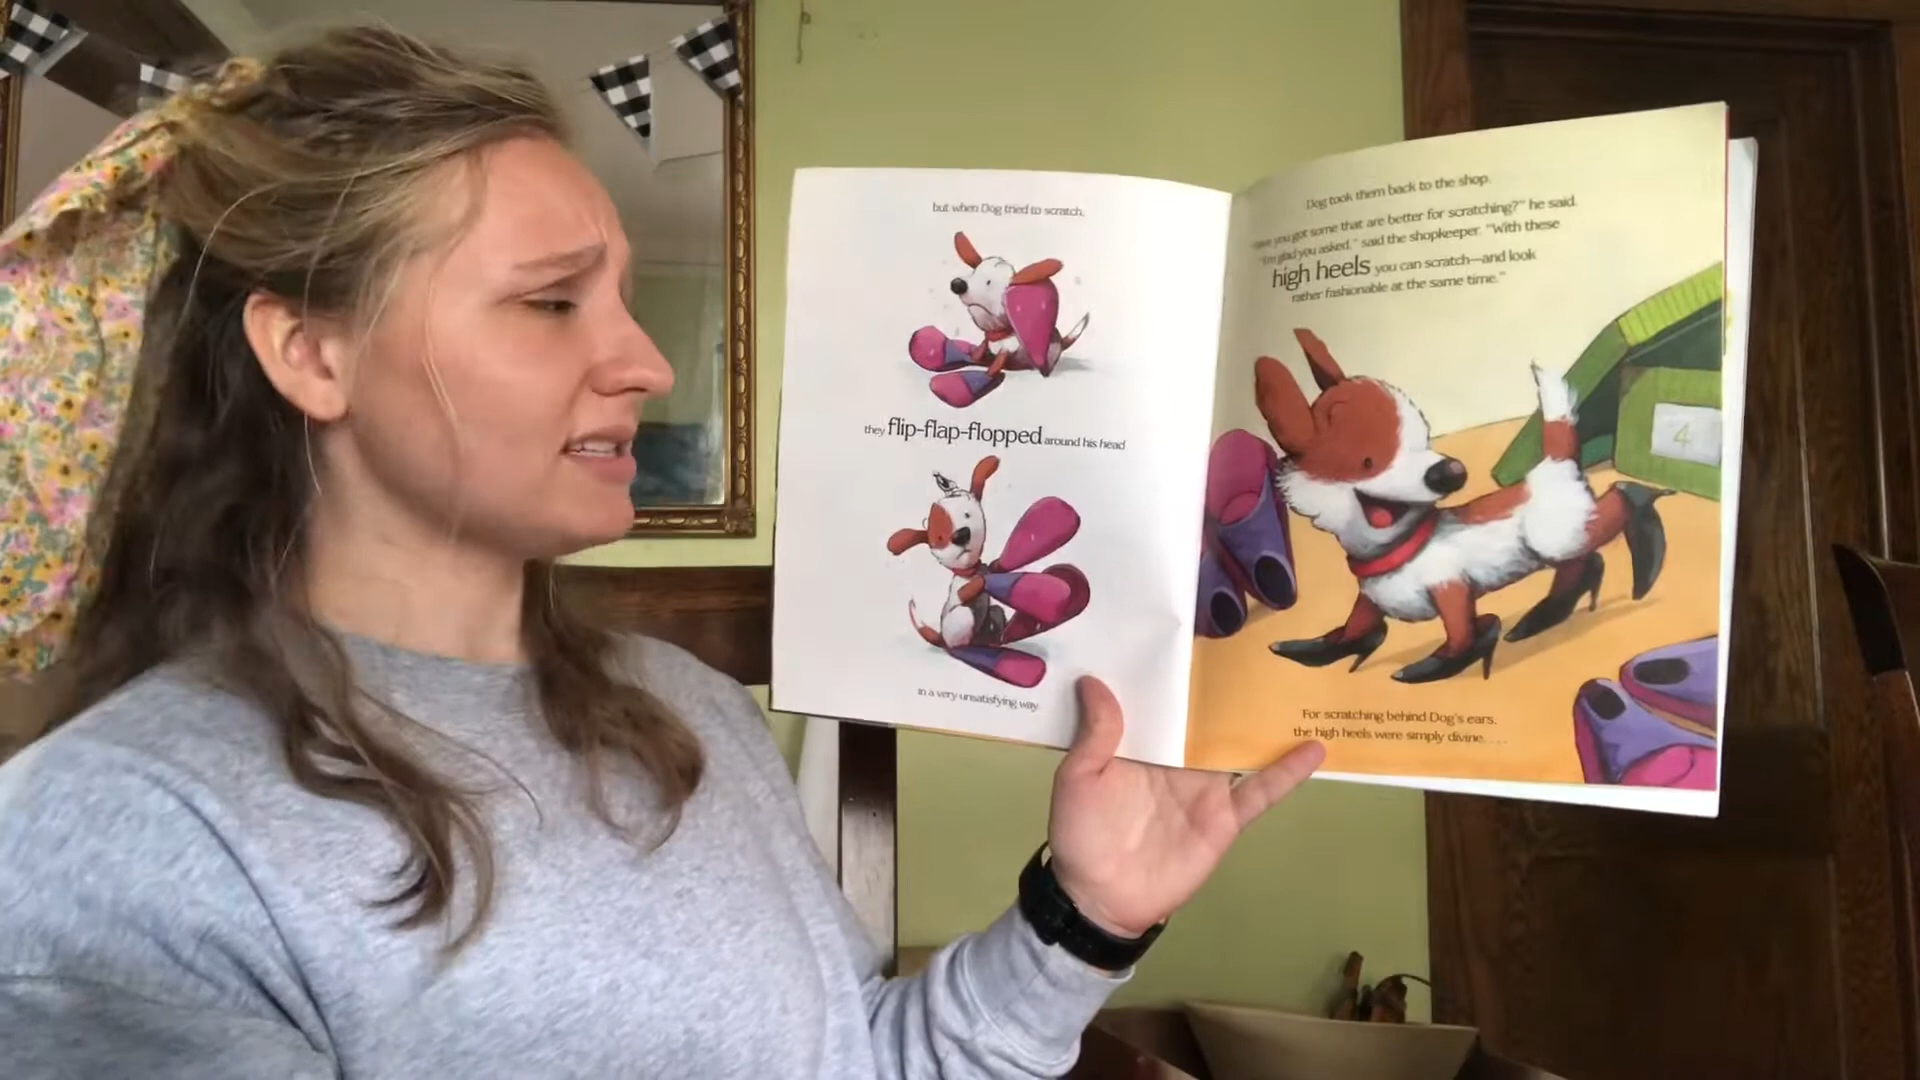 but when Dog tried to scratch,
they flip-flap-flopped around his head
in a very unsatisfying way.
Dog took them back to the shop.
you got some that are better for scratching?" he said.
"I'm glad you asked," said the shopkeeper. "With these
high heels you can scratch—and look
rather fashionable at the same time."
4
For scratching behind Dog's ears,
the high heels were simply divine. . . .